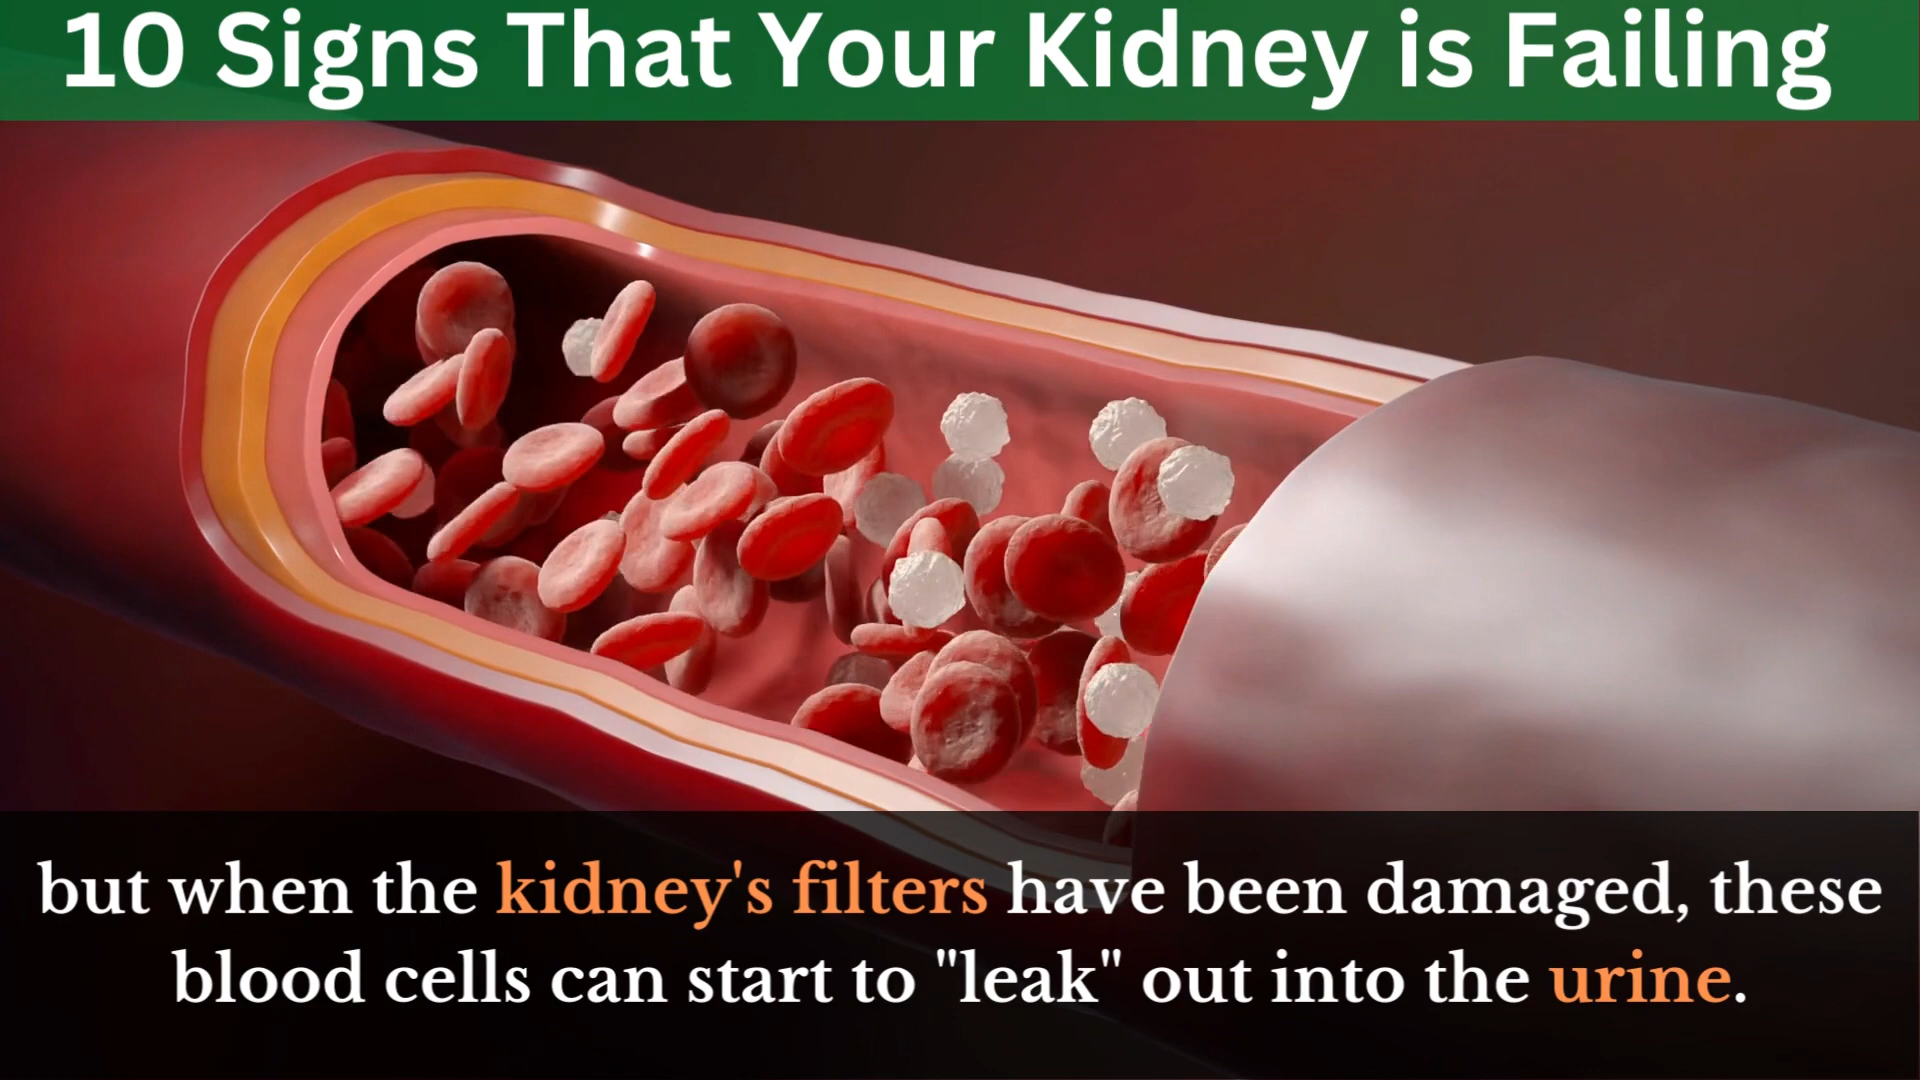 10 Signs That Your Kidney is Failing
but when the kidney's filters have been damaged, these
blood cells can start to "leak" out into the urine.